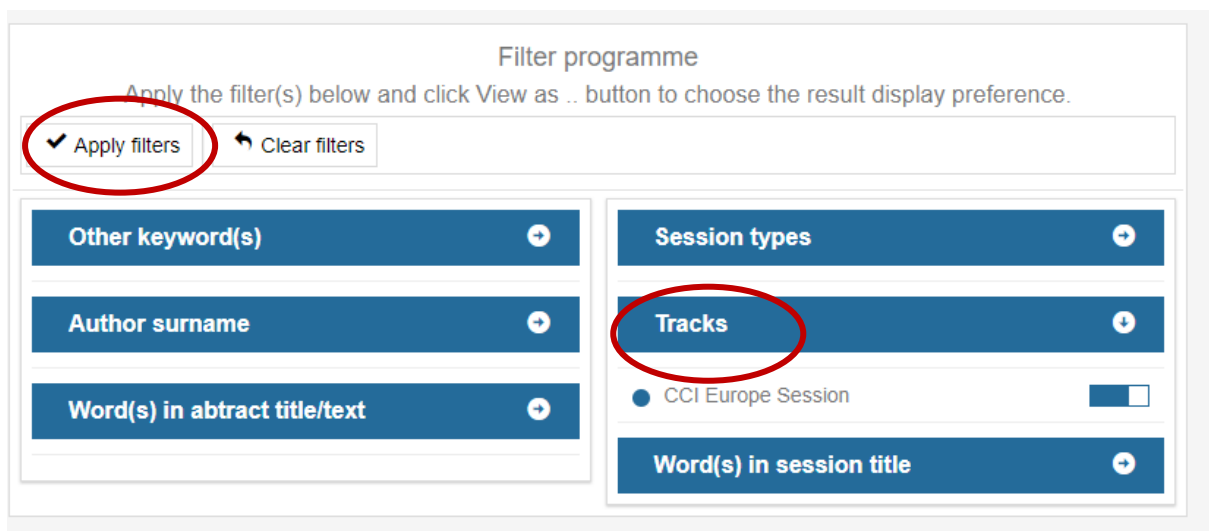 Filter programme
Apply the filter(s) below and click View as .. button to choose the result display preference.
Apply filters
Clear filters
Other keyword(s)
Author surname
Word(s) in abtract title/text
Session types
Tracks
CCI Europe Session
Word(s) in session title